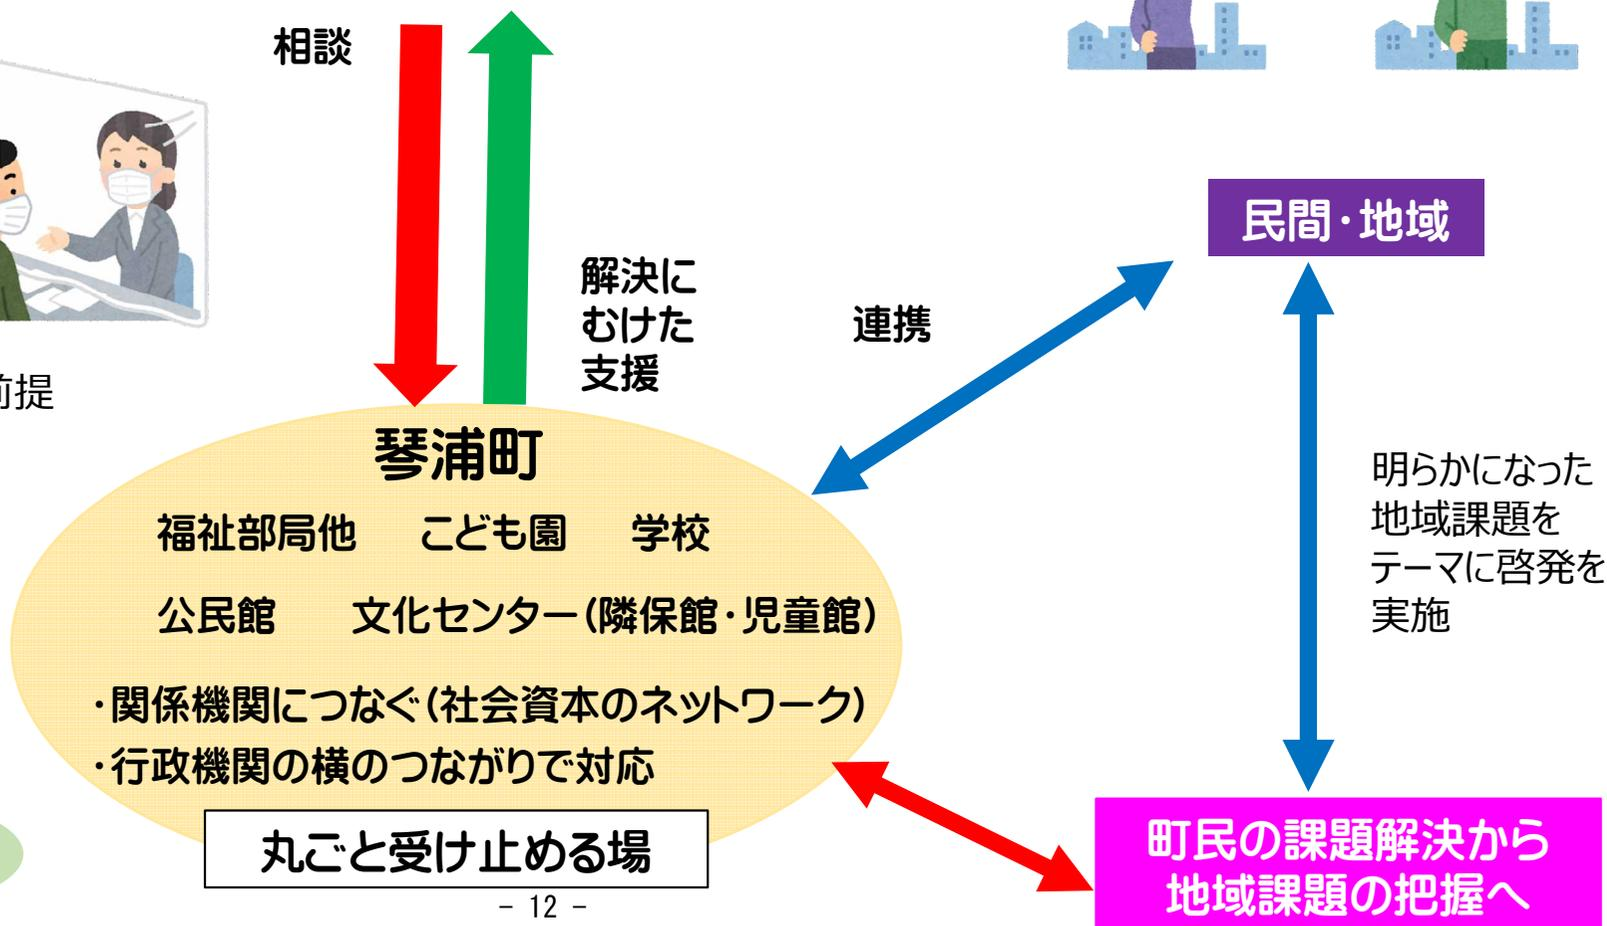 相談
民間・地域
解決に
むけた
支援
連携
前提
琴浦町
福祉部局他 こども園 学校
公民館 文化センター(隣保館・児童館)
・関係機関につなぐ(社会資本のネットワーク)
・行政機関の横のつながりで対応
丸ごと受け止める場
明らかになった
地域課題を
テーマに啓発を
実施
町民の課題解決から
地域課題の把握へ
- 12 -